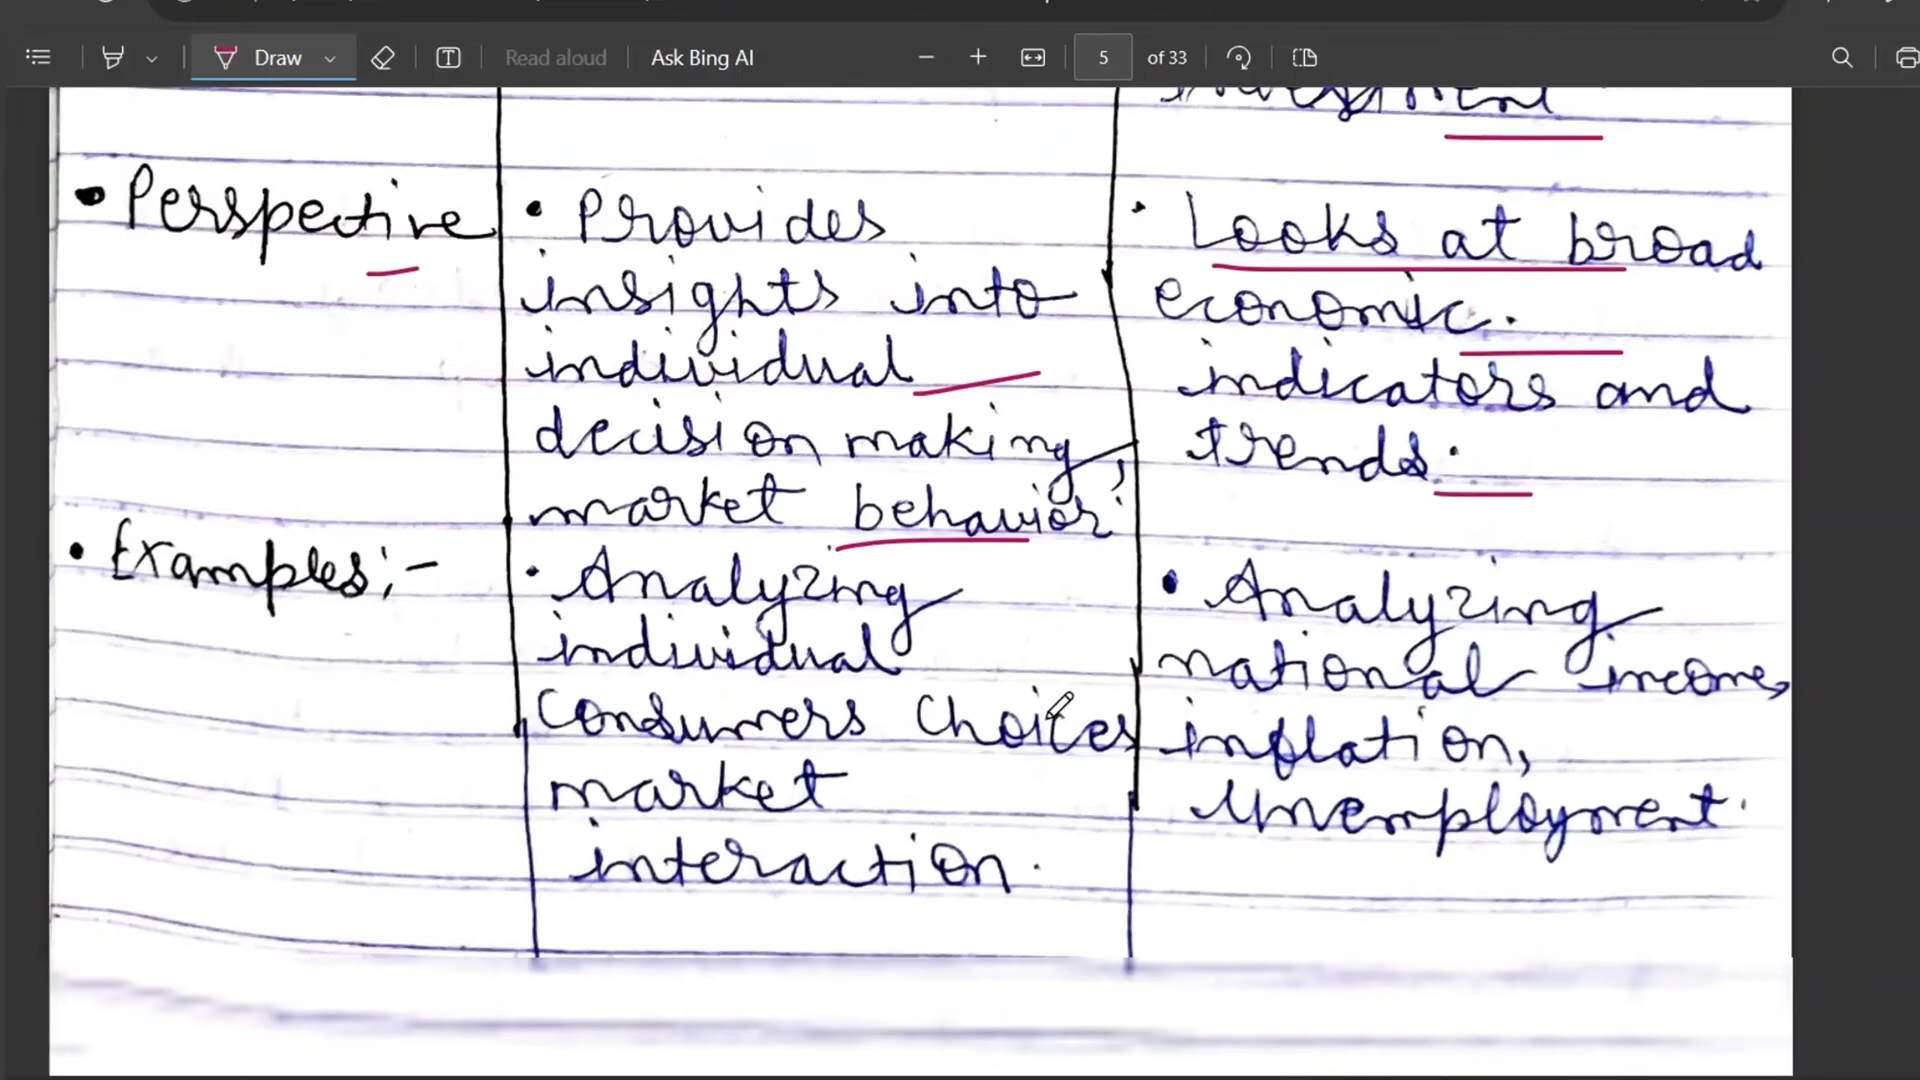 Draw
Read aloud
Ask Bing AI
5
of 33
• Perspective
• Provides
insights into
individual
decision making,
market behavior.
• Looks at broad
economic.
indicators and
trends.
• Examples:-
• Analyzing
individual
Consumers Choices
market
interaction.
• Analyzing
national income,
inflation,
Unemployment.